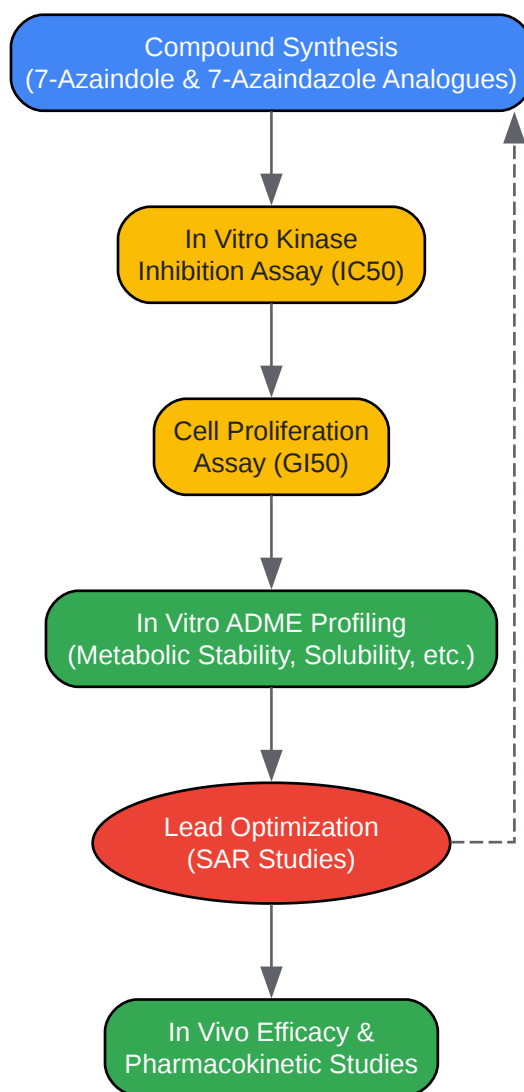 Compound Synthesis
(7-Azaindole & 7-Azaindazole Analogues)
In Vitro Kinase
Inhibition Assay (IC50)
Cell Proliferation
Assay (GI50)
In Vitro ADME Profiling
(Metabolic Stability, Solubility, etc.)
Lead Optimization
(SAR Studies)
In Vivo Efficacy &
Pharmacokinetic Studies